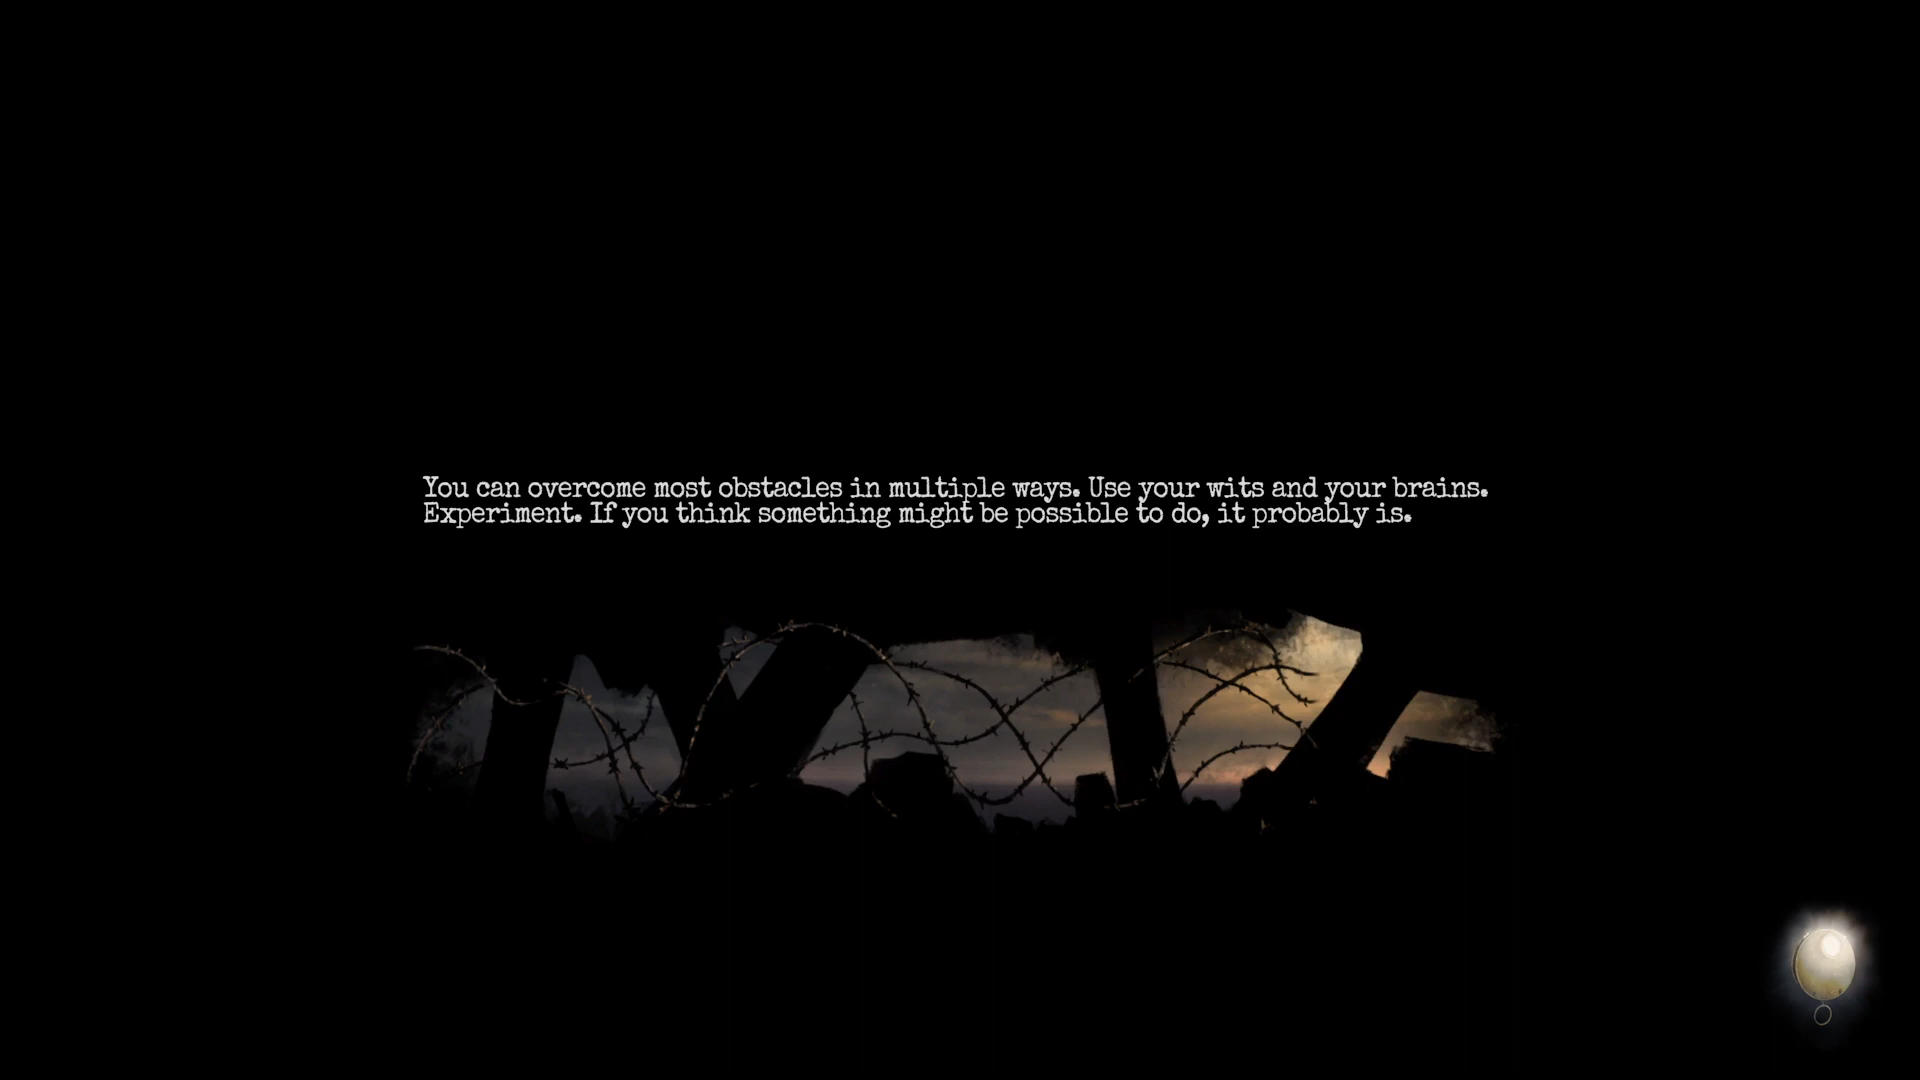 You can overcome most obstacles in multiple ways. Use your wits and your brains.
Experiment. If you think something might be possible to do, it probably is.